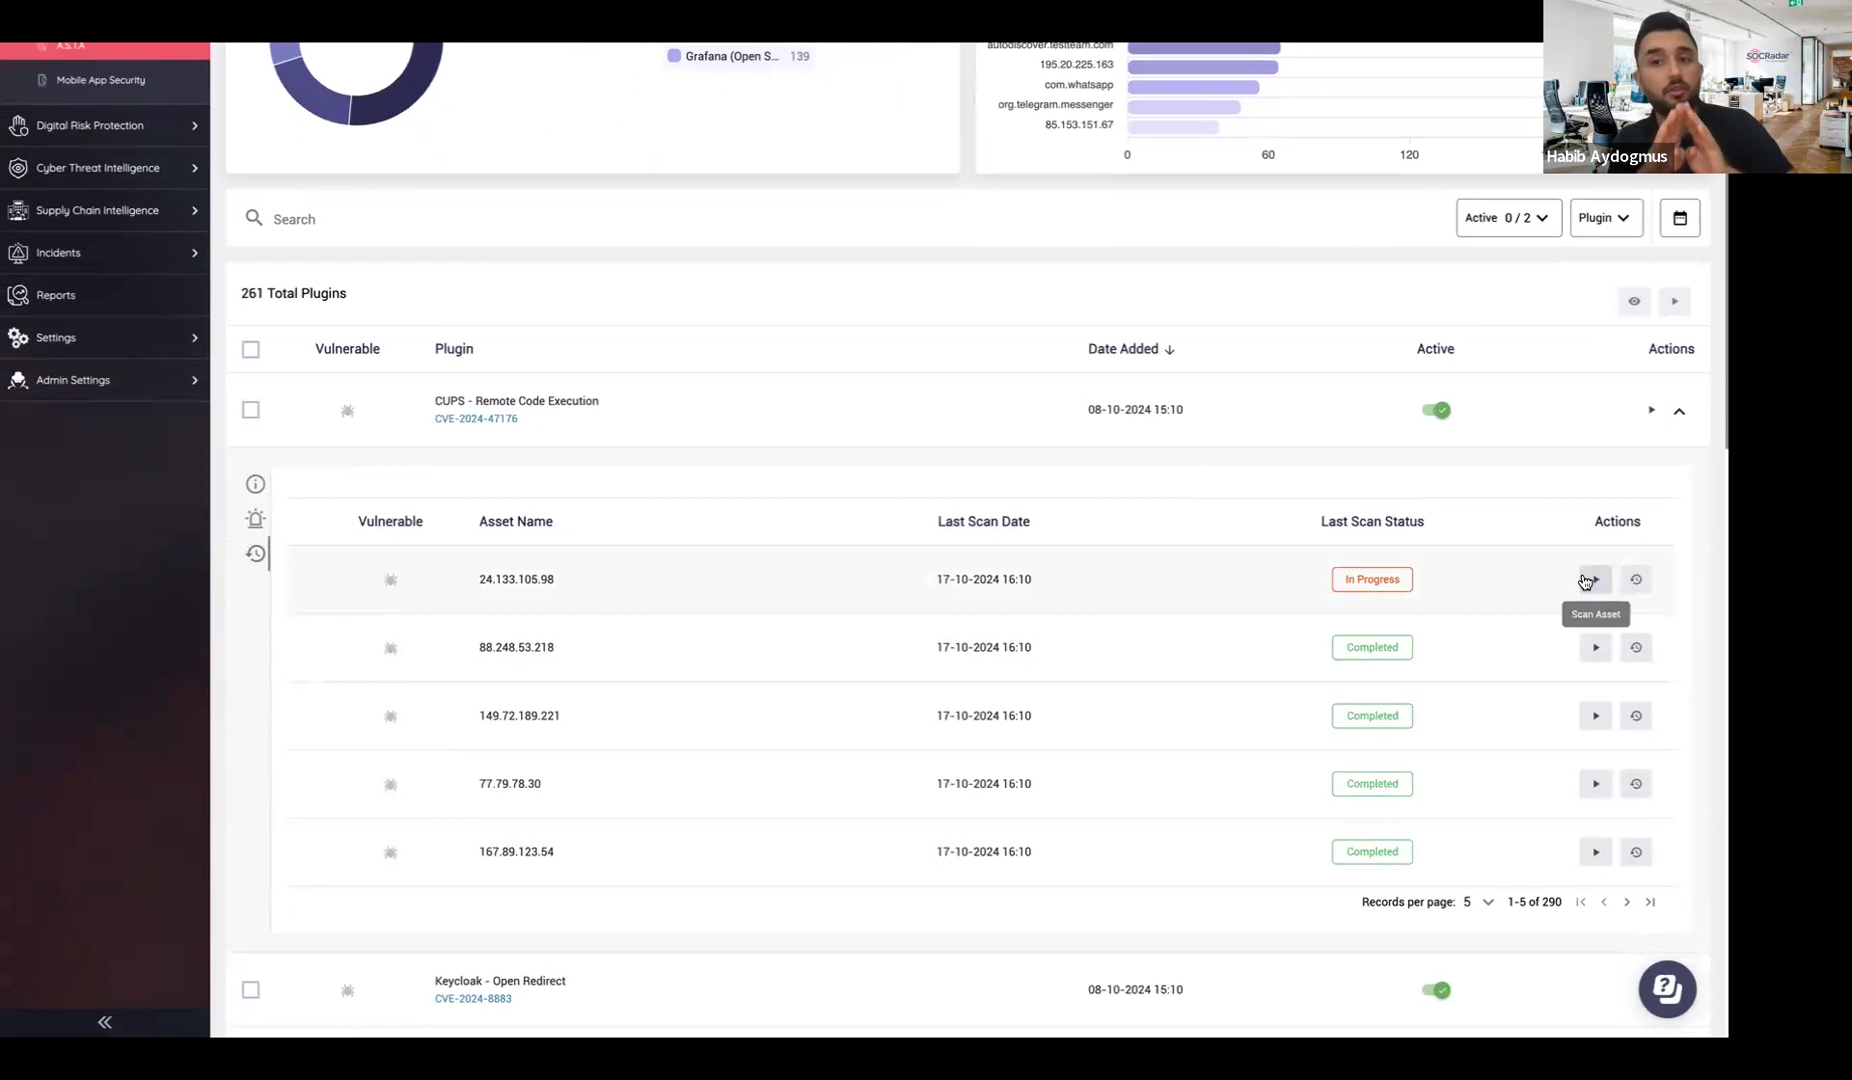 A.S.T.A
Mobile App Security
Digital Risk Protection
Cyber Threat Intelligence
Supply Chain Intelligence
Incidents
Reports
Settings
Admin Settings
Grafana (Open S... 139
autodiscover.testteam.com
195.20.225.163
com.whatsapp
org.telegram.messenger
85.153.151.67
0 60 120
SOCRadar
Habib Aydogmus
Search
Active 0 / 2
Plugin
261 Total Plugins
Vulnerable Plugin Date Added Active Actions
CUPS - Remote Code Execution
CVE-2024-47176
08-10-2024 15:10
Vulnerable Asset Name Last Scan Date Last Scan Status Actions
24.133.105.98 17-10-2024 16:10 In Progress
Scan Asset
88.248.53.218 17-10-2024 16:10 Completed
149.72.189.221 17-10-2024 16:10 Completed
77.79.78.30 17-10-2024 16:10 Completed
167.89.123.54 17-10-2024 16:10 Completed
Records per page: 5 1-5 of 290
Keycloak - Open Redirect
CVE-2024-8883
08-10-2024 15:10